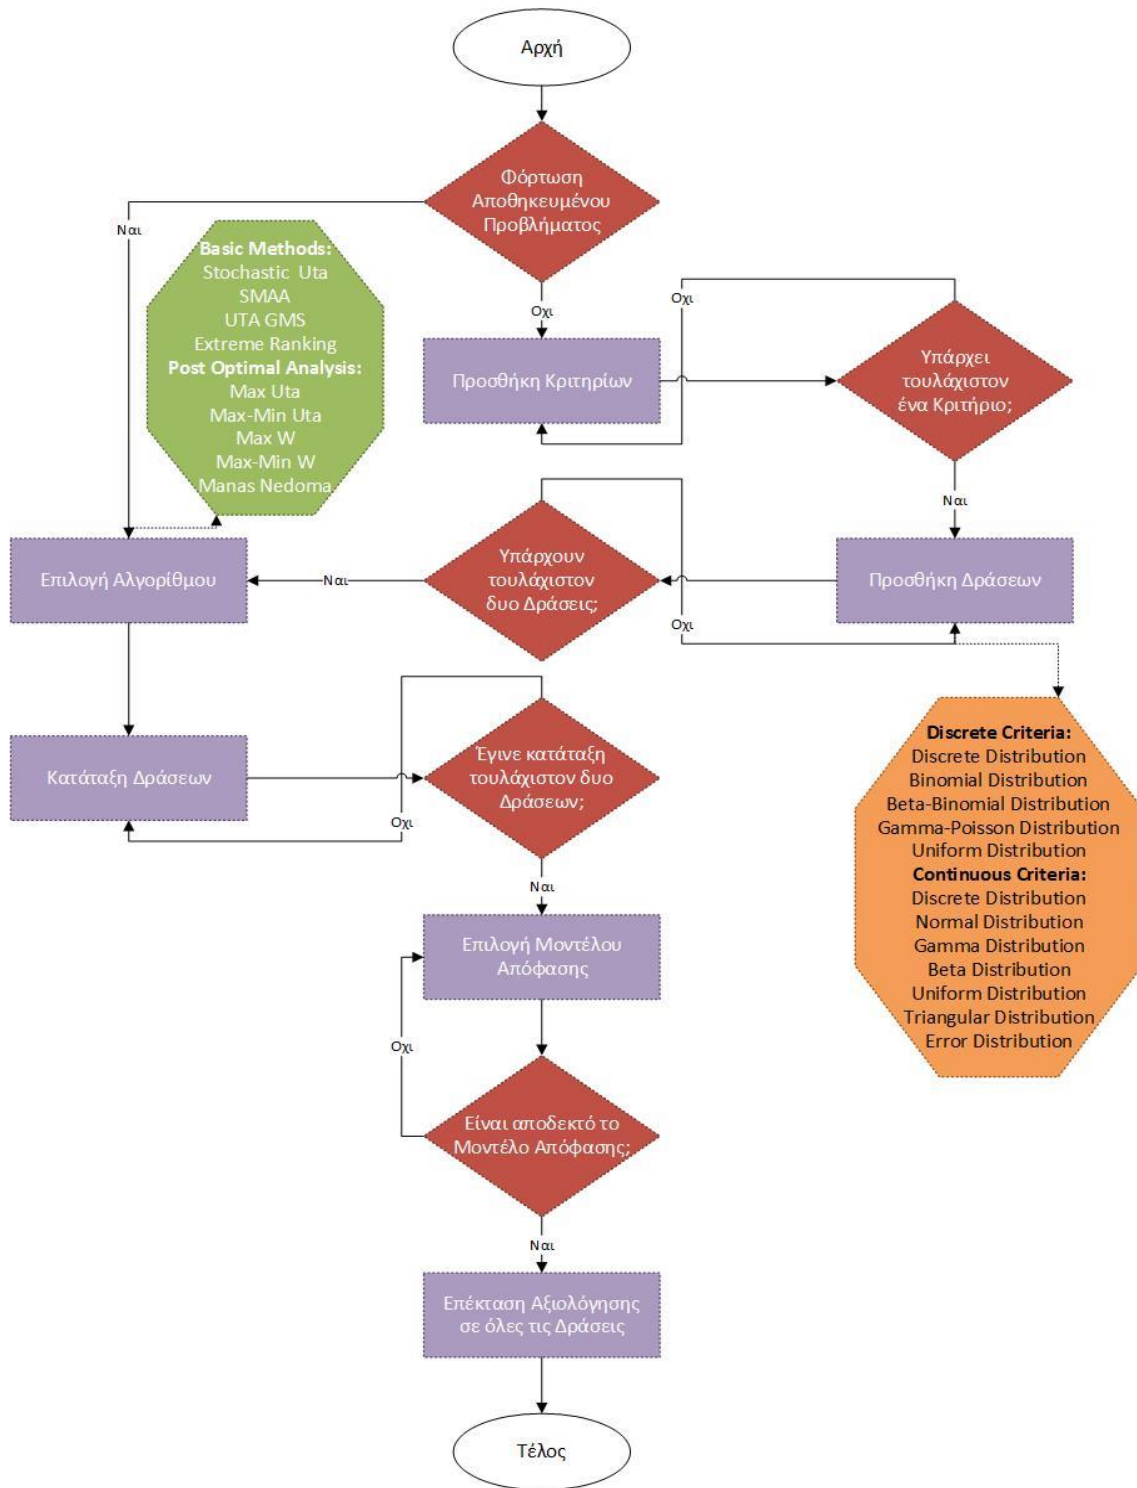 Αρχή
Φόρτωση
Αποθηκευμένου
Προβλήματος
Ναι
Οχι
Basic Methods:
Stochastic Uta
SMAA
UTA GMS
Extreme Ranking
Post Optimal Analysis:
Max Uta
Max-Min Uta
Max W
Max-Min W
Manas Nedoma
Προσθήκη Κριτηρίων
Οχι
Υπάρχει
τουλάχιστον
ένα Κριτήριο;
Ναι
Προσθήκη Δράσεων
Υπάρχουν
τουλάχιστον
δυο Δράσεις;
Οχι
Ναι
Επιλογή Αλγορίθμου
Discrete Criteria:
Discrete Distribution
Binomial Distribution
Beta-Binomial Distribution
Gamma-Poisson Distribution
Uniform Distribution
Continuous Criteria:
Discrete Distribution
Normal Distribution
Gamma Distribution
Beta Distribution
Uniform Distribution
Triangular Distribution
Error Distribution
Κατάταξη Δράσεων
Έγινε κατάταξη
τουλάχιστον δυο
Δράσεων;
Οχι
Ναι
Επιλογή Μοντέλου
Απόφασης
Οχι
Είναι αποδεκτό το
Μοντέλο Απόφασης;
Ναι
Επέκταση Αξιολόγησης
σε όλες τις Δράσεις
Τέλος